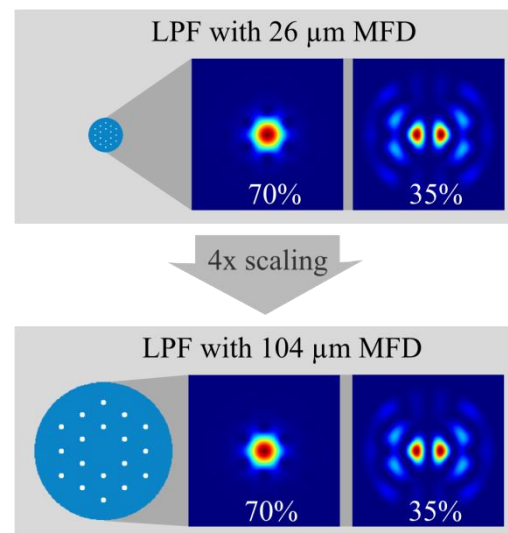 LPF with 26 µm MFD
70%
35%
4x scaling
LPF with 104 µm MFD
70%
35%